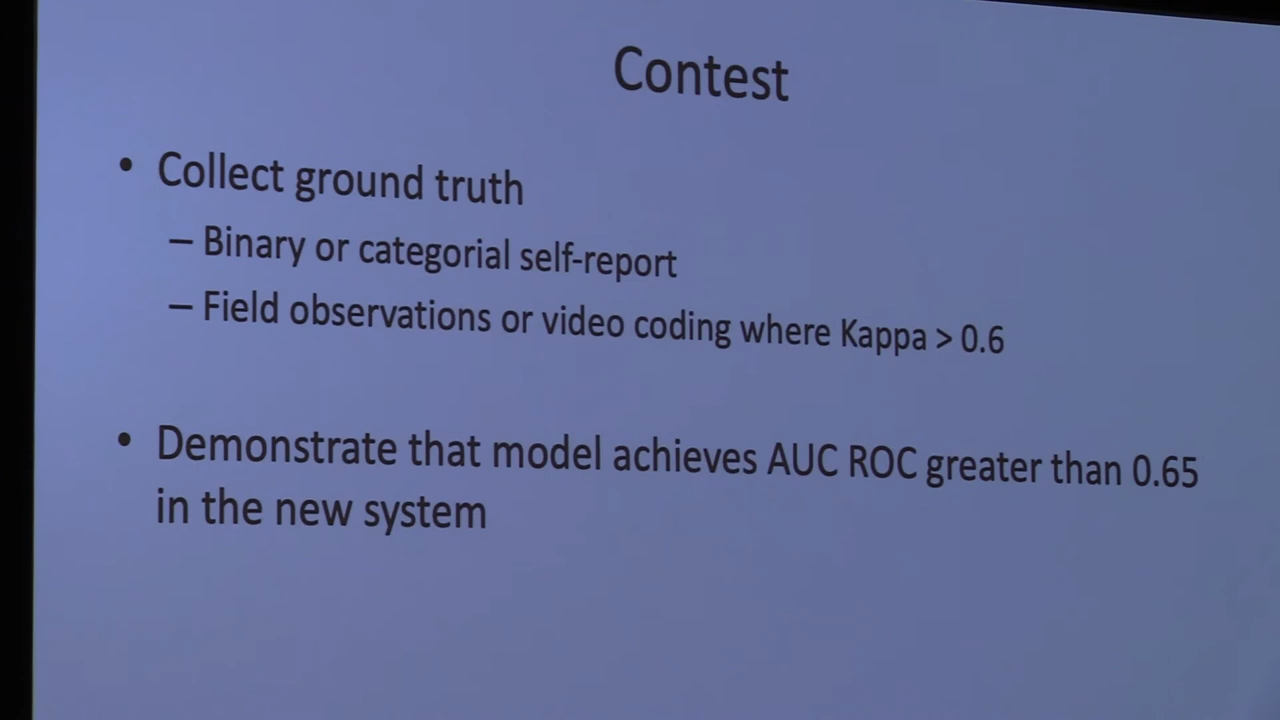 Contest
• Collect ground truth
– Binary or categorial self-report
– Field observations or video coding where Kappa > 0.6
• Demonstrate that model achieves AUC ROC greater than 0.65
in the new system